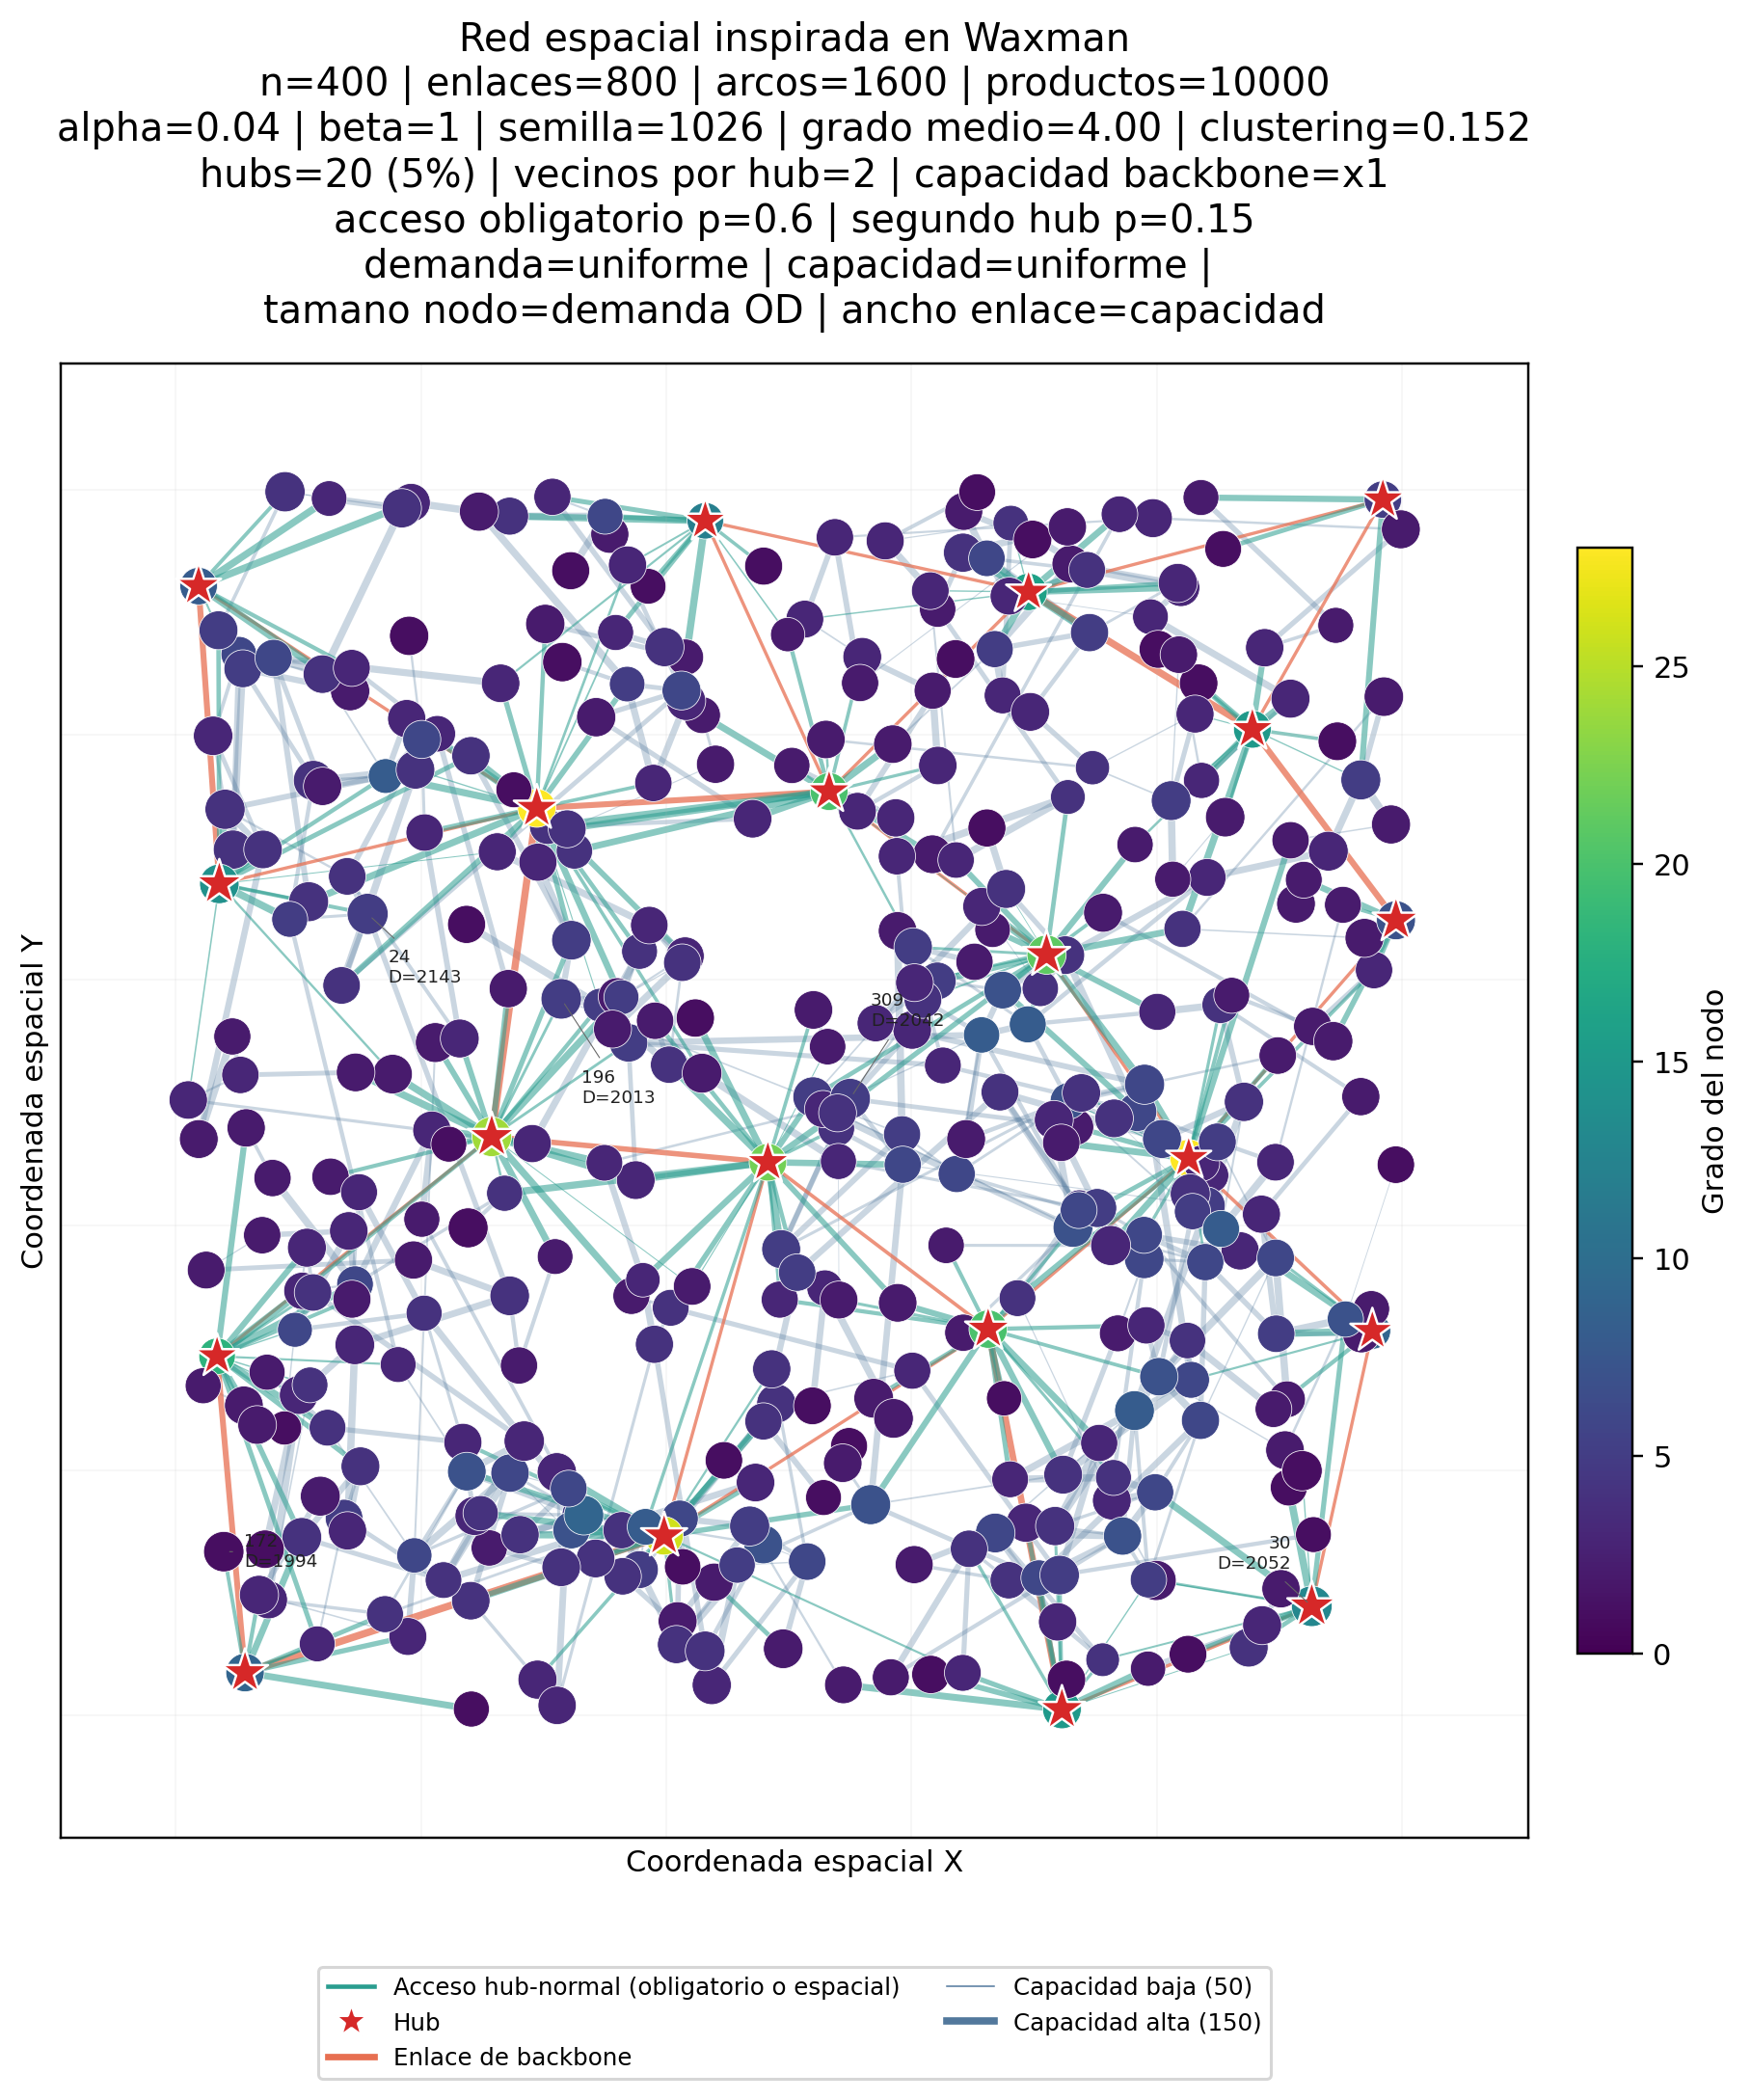 Red espacial inspirada en Waxman
n=400 | enlaces=800 | arcos=1600 | productos=10000
alpha=0.04 | beta=1 | semilla=1026 | grado medio=4.00 | clustering=0.152
hubs=20 (5%) | vecinos por hub=2 | capacidad backbone=x1
acceso obligatorio p=0.6 | segundo hub p=0.15
demanda=uniforme | capacidad=uniforme |
tamano nodo=demanda OD | ancho enlace=capacidad
Coordenada espacial Y
24
D=2143
309
D=2042
196
D=2013
172
D=1994
30
D=2052
Coordenada espacial X
25
20
15
10
5
0
Grado del nodo
Acceso hub-normal (obligatorio o espacial)
Hub
Enlace de backbone
Capacidad baja (50)
Capacidad alta (150)